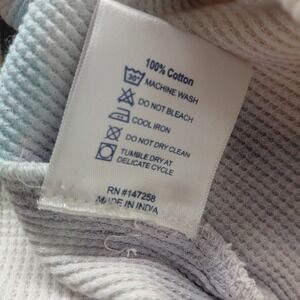 100% Cotton
30°
MACHINE WASH
DO NOT BLEACH
COOL IRON
DO NOT DRY CLEAN
TUMBLE DRY AT
DELICATE CYCLE
RN #147258
MADE IN INDIA